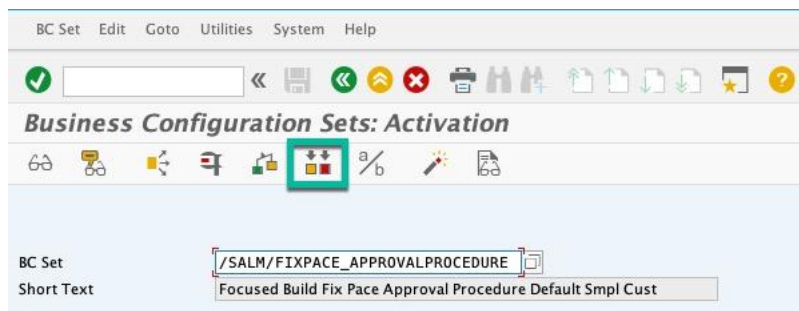 BC Set Edit Goto Utilities System Help
«
Business Configuration Sets: Activation
a/b
BC Set /SALM/FIXPACE_APPROVALPROCEDURE
Short Text Focused Build Fix Pace Approval Procedure Default Smpl Cust